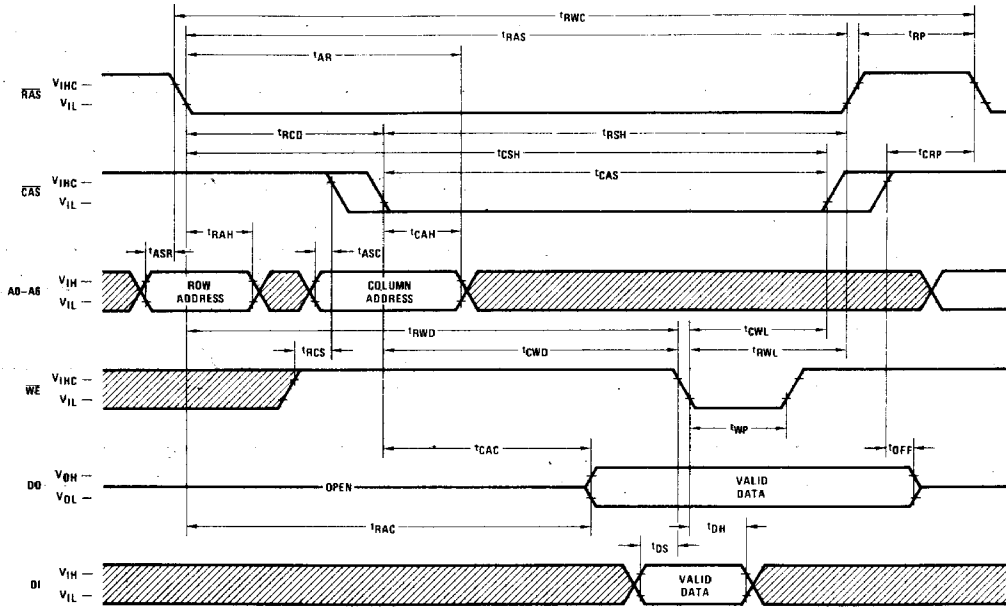 tRWC
tRAS
tRP
tAR
RAS
VIHC
VIL
tRCD
tRSH
tCSH
tCRP
tCAS
CAS
VIHC
VIL
tRAH
tCAH
tASR
tASC
A0–A6
VIH
VIL
ROW
ADDRESS
COLUMN
ADDRESS
tRWD
tCWL
tRCS
tCWD
tRWL
WE
VIHC
VIL
tWP
tCAC
tOFF
DO
VOH
VOL
OPEN
VALID
DATA
tRAC
tDH
tDS
DI
VIH
VIL
VALID
DATA